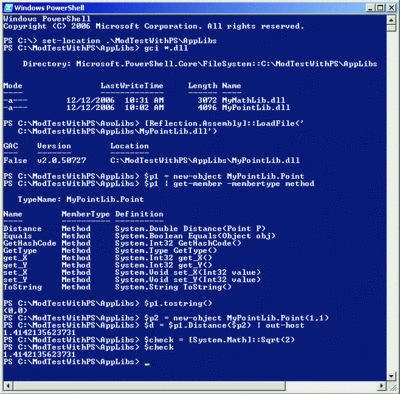 Windows PowerShell
Windows PowerShell
Copyright (C) 2006 Microsoft Corporation. All rights reserved.
PS C:\> set-location .\ModTestWithPS\AppLibs
PS C:\ModTestWithPS\AppLibs> gci *.dll
Directory: Microsoft.PowerShell.Core\FileSystem::C:\ModTestWithPS\AppLibs
Mode LastWriteTime Length Name
---- ------------- ------ ----
-a--- 12/12/2006 10:31 AM 3072 MyMathLib.dll
-a--- 12/12/2006 10:02 AM 4096 MyPointLib.dll
PS C:\ModTestWithPS\AppLibs> [Reflection.Assembly]::LoadFile('
C:\ModTestWithPS\AppLibs\MyPointLib.dll')
GAC Version Location
--- ------- --------
False v2.0.50727 C:\ModTestWithPS\AppLibs\MyPointLib.dll
PS C:\ModTestWithPS\AppLibs> $p1 = new-object MyPointLib.Point
PS C:\ModTestWithPS\AppLibs> $p1 | get-member -membertype method
TypeName: MyPointLib.Point
Name MemberType Definition
---- ---------- ----------
Distance Method System.Double Distance(Point P)
Equals Method System.Boolean Equals(Object obj)
GetHashCode Method System.Int32 GetHashCode()
GetType Method System.Type GetType()
get_X Method System.Int32 get_X()
get_Y Method System.Int32 get_Y()
set_X Method System.Void set_X(Int32 value)
set_Y Method System.Void set_Y(Int32 value)
ToString Method System.String ToString()
PS C:\ModTestWithPS\AppLibs> $p1.tostring()
(0,0)
PS C:\ModTestWithPS\AppLibs> $p2 = new-object MyPointLib.Point(1,1)
PS C:\ModTestWithPS\AppLibs> $d = $p1.Distance($p2) | out-host
1.4142135623731
PS C:\ModTestWithPS\AppLibs> $check = [System.Math]::Sqrt(2)
PS C:\ModTestWithPS\AppLibs> $check
1.4142135623731
PS C:\ModTestWithPS\AppLibs> _